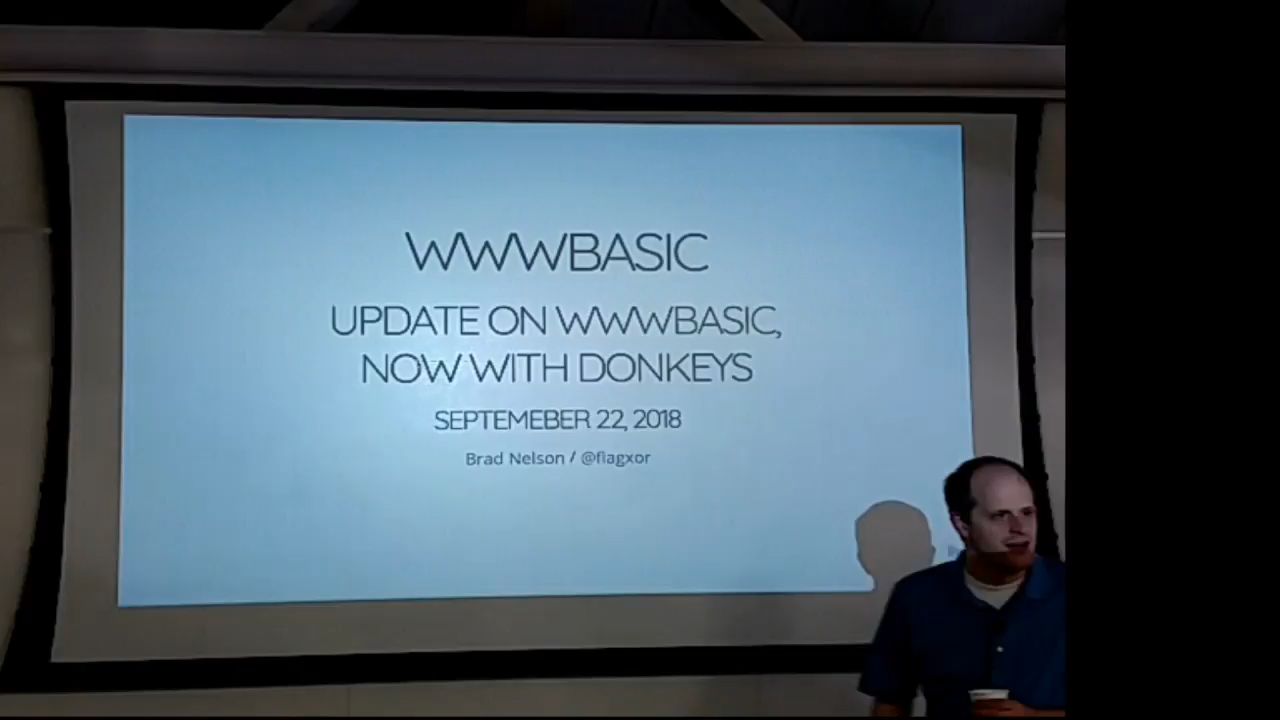 WWWBASIC
UPDATE ON WWWBASIC,
NOW WITH DONKEYS
SEPTEMEBER 22, 2018
Brad Nelson / @flagxor